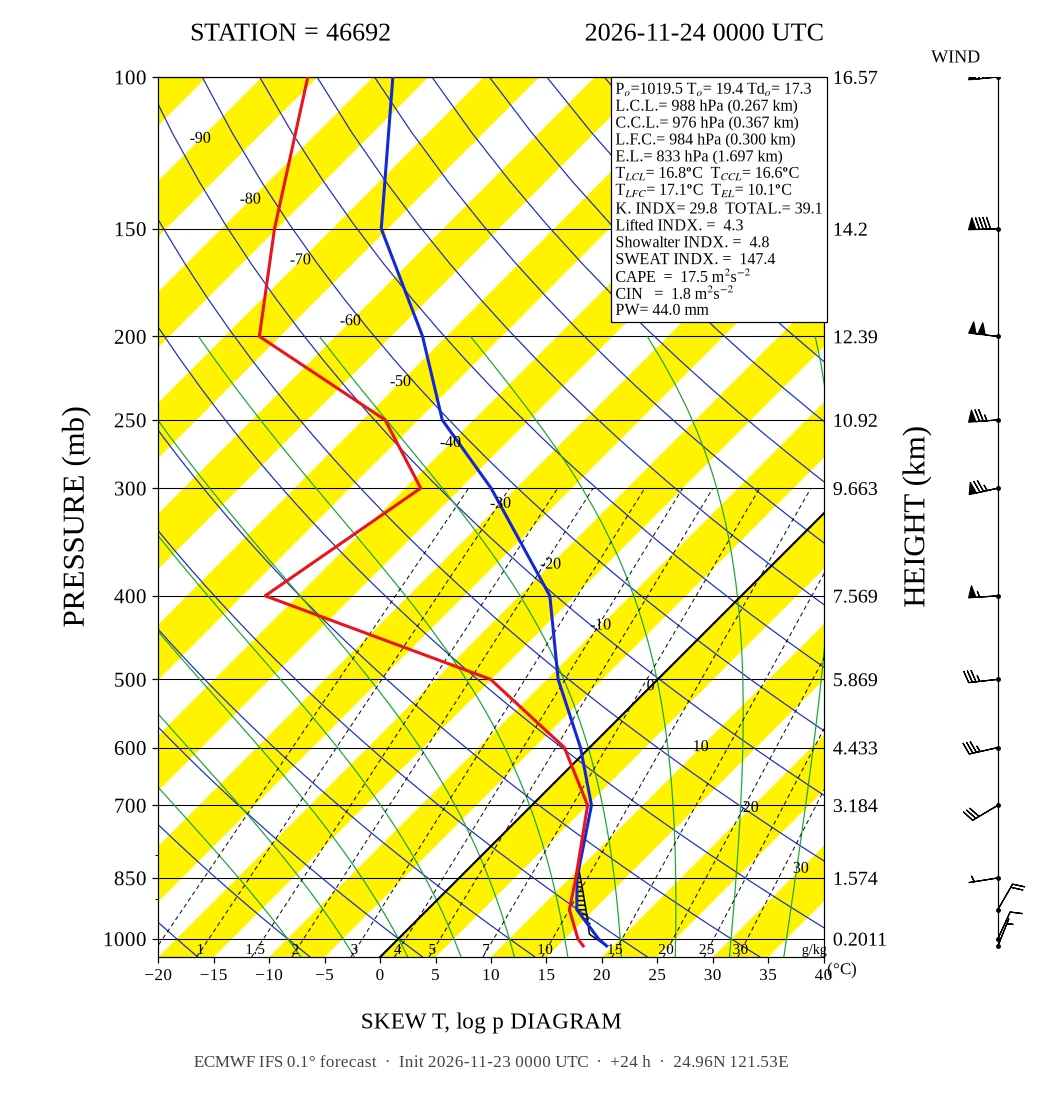 STATION = 46692 2026-11-24 0000 UTC
WIND
100 16.57
Pₒ=1019.5 Tₒ= 19.4 Tdₒ= 17.3
L.C.L.= 988 hPa (0.267 km)
C.C.L.= 976 hPa (0.367 km)
L.F.C.= 984 hPa (0.300 km)
E.L.= 833 hPa (1.697 km)
T_LCL= 16.8°C T_CCL= 16.6°C
T_LFC= 17.1°C T_EL= 10.1°C
K. INDX= 29.8 TOTAL.= 39.1
Lifted INDX. = 4.3
Showalter INDX. = 4.8
SWEAT INDX. = 147.4
CAPE = 17.5 m²s⁻²
CIN = 1.8 m²s⁻²
PW= 44.0 mm
-90
-80
150 14.2
-70
-60
200 12.39
-50
250 10.92
-40
300 9.663
-30
PRESSURE (mb)
HEIGHT (km)
-20
400 7.569
-10
500 5.869
0
600 4.433
10
700 3.184
20
30
850 1.574
1000 0.2011
1 1.5 2 3 4 5 7 10 15 20 25 30 g/kg
−20 −15 −10 −5 0 5 10 15 20 25 30 35 40 (°C)
SKEW T, log p DIAGRAM
ECMWF IFS 0.1° forecast · Init 2026-11-23 0000 UTC · +24 h · 24.96N 121.53E